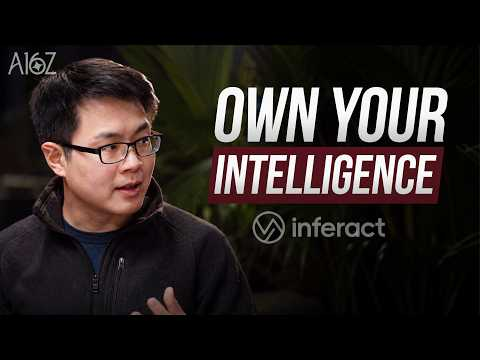 A16Z
OWN YOUR
INTELLIGENCE
inferact